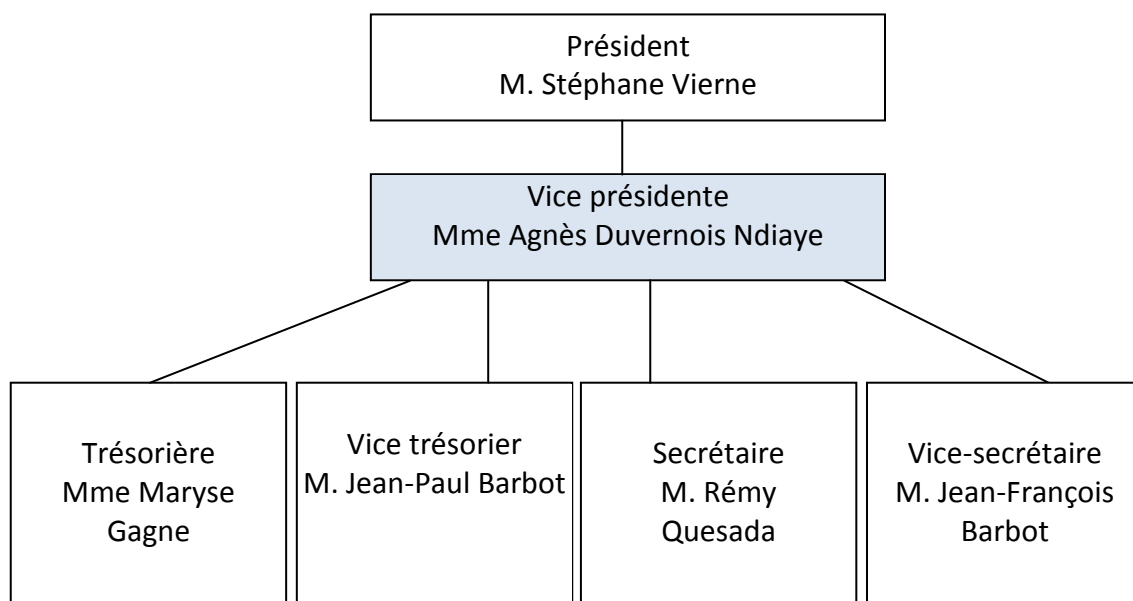 Président
M. Stéphane Vierne
Vice présidente
Mme Agnès Duvernois Ndiaye
Trésorière
Mme Maryse
Gagne
Vice trésorier
M. Jean-Paul Barbot
Secrétaire
M. Rémy
Quesada
Vice-secrétaire
M. Jean-François
Barbot